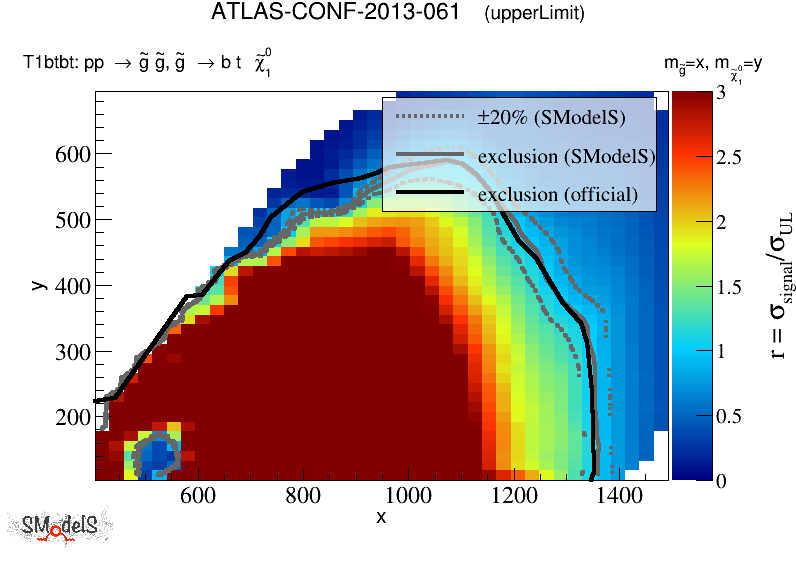 ATLAS-CONF-2013-061 (upperLimit)
T1btbt: pp → g̃ g̃, g̃ → b t χ̃₁⁰
m_g̃=x, m_χ̃₁⁰=y
±20% (SModelS)
exclusion (SModelS)
exclusion (official)
600
500
400
300
200
y
600 800 1000 1200 1400
x
3
2.5
2
1.5
1
0.5
0
r = σ_signal/σ_UL
SModelS